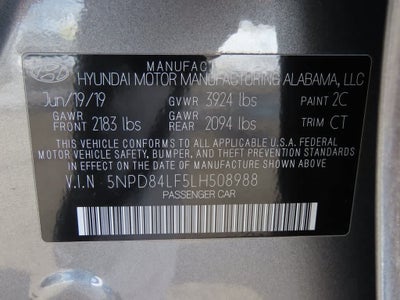 MANUFACT
HYUNDAI MOTOR MANUFACTURING ALABAMA, LLC
Jun/19/19 GVWR 3924 lbs PAINT 2C
GAWR FRONT 2183 lbs GAWR REAR 2094 lbs TRIM CT
THIS VEHICLE CONFORMS TO ALL APPLICABLE U.S. FEDERAL
MOTOR VEHICLE SAFETY, BUMPER, AND
THEFT PREVENTION STANDARDS
IN EFFECT ON THE DATE OF MANUFACTURE SHOWN ABOVE.
V.I.N 5NPD84LF5LH508988
PASSENGER CAR